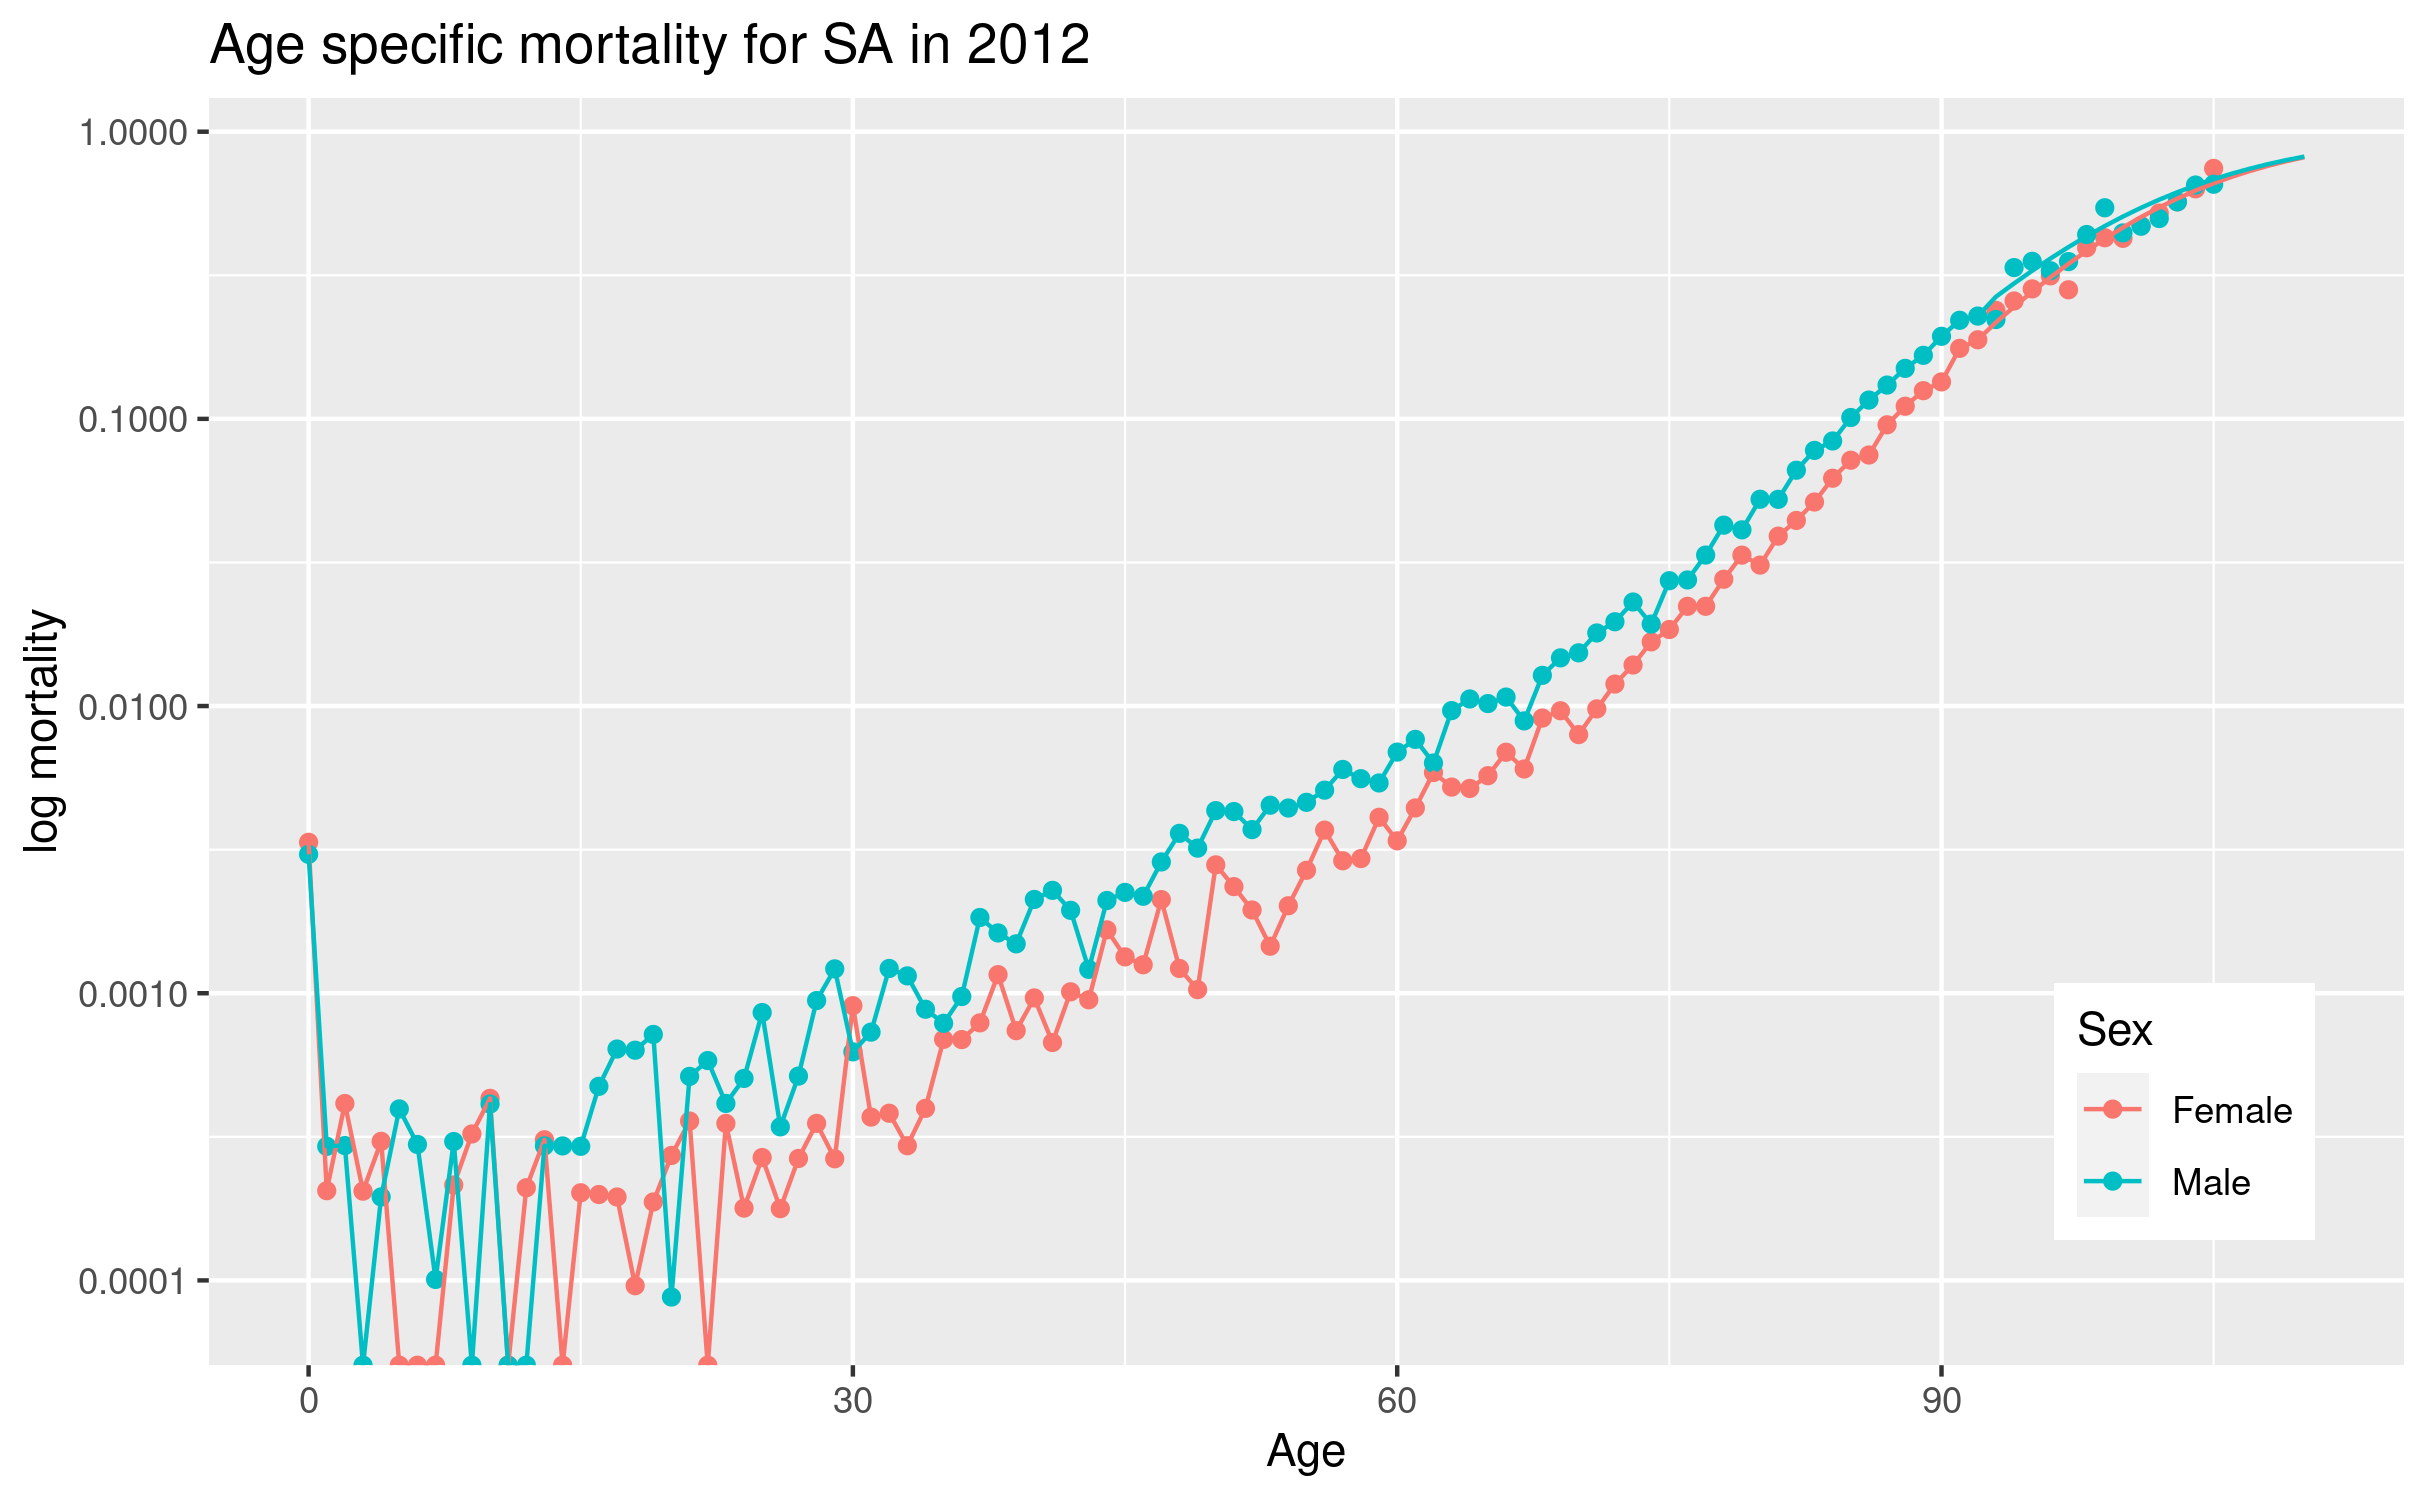 Age specific mortality for SA in 2012
1.0000
0.1000
0.0100
0.0010
0.0001
log mortality
0
30
60
90
Age
Sex
Female
Male